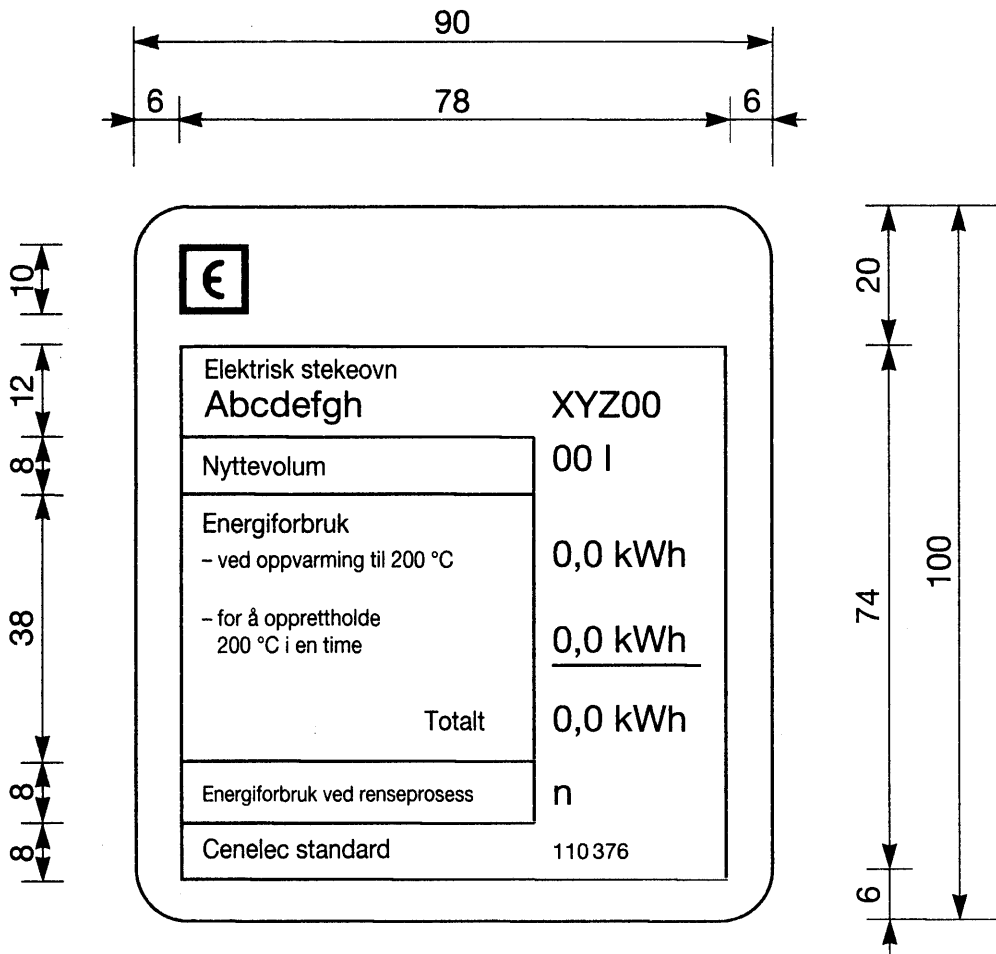 90
6 78 6
10
20
Є
12
Elektrisk stekeovn
Abcdefgh XYZ00
8
Nyttevolum 00 l
38
Energiforbruk
– ved oppvarming til 200 °C 0,0 kWh
100
74
– for å opprettholde
200 °C i en time 0,0 kWh
Totalt 0,0 kWh
8
Energiforbruk ved renseprosess n
8
Cenelec standard 110 376
6